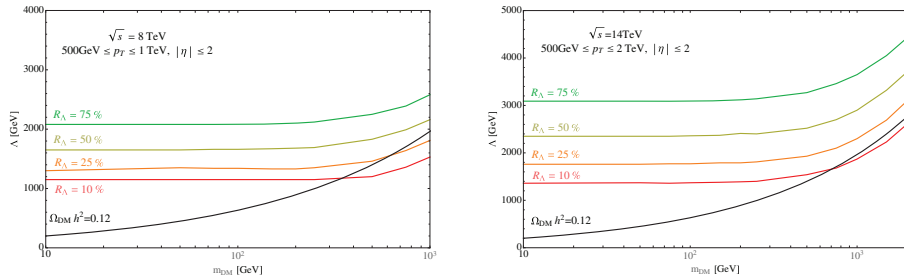 √s = 8 TeV
500GeV ≤ p_T ≤ 1 TeV, |η| ≤ 2
R_Λ = 75 %
R_Λ = 50 %
R_Λ = 25 %
R_Λ = 10 %
Ω_DM h²=0.12
Λ [GeV]
4000
3000
2000
1000
0
10
10²
10³
m_DM [GeV]
√s =14TeV
500GeV ≤ p_T ≤ 2 TeV, |η| ≤ 2
R_Λ = 75 %
R_Λ = 50 %
R_Λ = 25 %
R_Λ = 10 %
Ω_DM h²=0.12
Λ [GeV]
5000
4000
3000
2000
1000
0
10
10²
10³
m_DM [GeV]